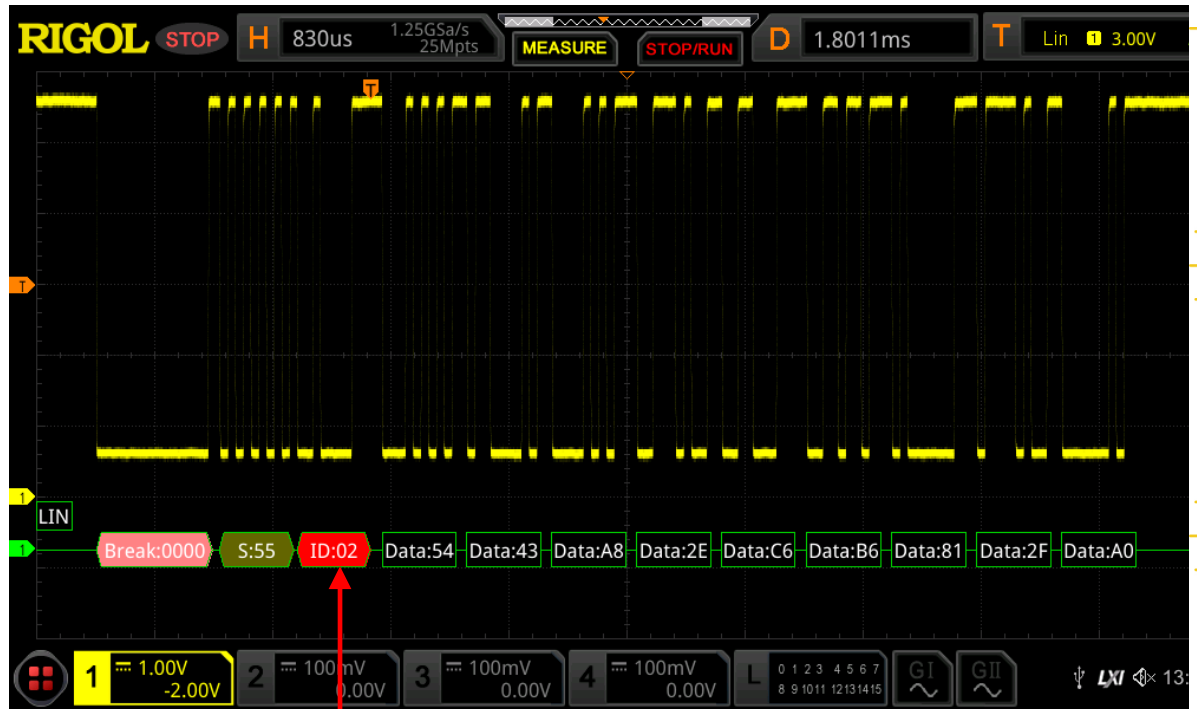 RIGOL STOP H 830us 1.25GSa/s 25Mpts MEASURE STOP/RUN D 1.8011ms T Lin 1 3.00V
T
T
1
LIN
1 Break:0000 S:55 ID:02 Data:54 Data:43 Data:A8 Data:2E Data:C6 Data:B6 Data:81 Data:2F Data:A0
1 1.00V -2.00V 2 100mV 0.00V 3 100mV 0.00V 4 100mV 0.00V L 0 1 2 3 4 5 6 7 8 9 10 11 12 13 14 15 GI GII LXI 13: